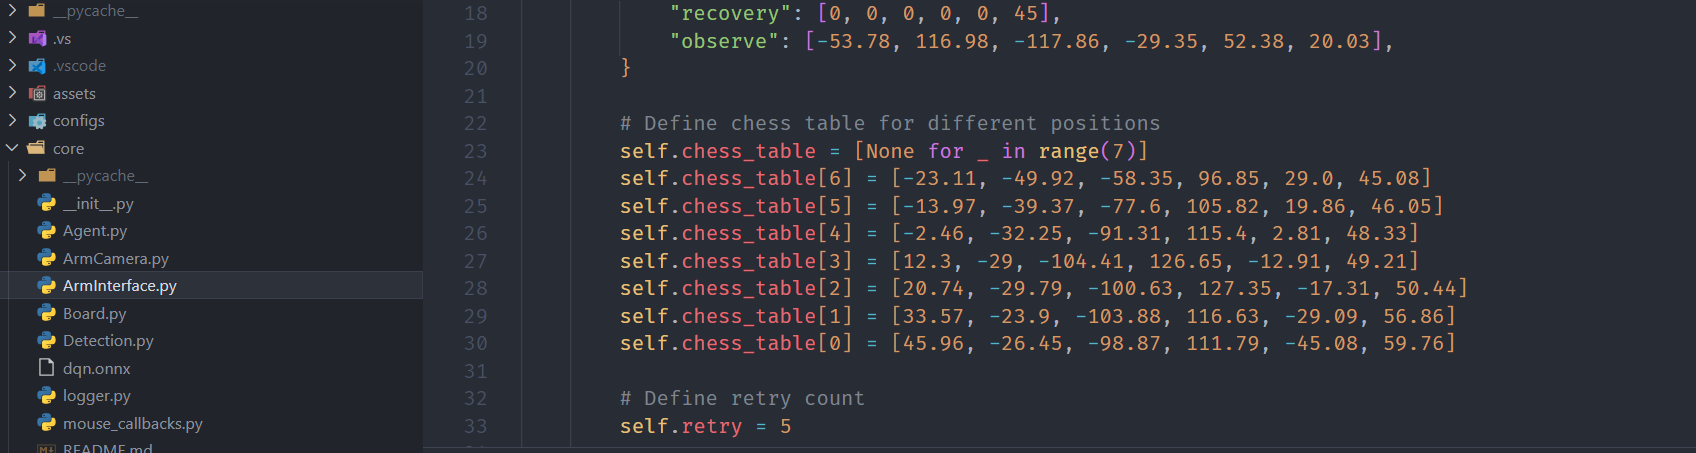 __pycache__
.vs
.vscode
assets
configs
core
__pycache__
__init__.py
Agent.py
ArmCamera.py
ArmInterface.py
Board.py
Detection.py
dqn.onnx
logger.py
mouse_callbacks.py
README.md
18 "recovery": [0, 0, 0, 0, 0, 45],
19 "observe": [-53.78, 116.98, -117.86, -29.35, 52.38, 20.03],
20 }
21
22 # Define chess table for different positions
23 self.chess_table = [None for _ in range(7)]
24 self.chess_table[6] = [-23.11, -49.92, -58.35, 96.85, 29.0, 45.08]
25 self.chess_table[5] = [-13.97, -39.37, -77.6, 105.82, 19.86, 46.05]
26 self.chess_table[4] = [-2.46, -32.25, -91.31, 115.4, 2.81, 48.33]
27 self.chess_table[3] = [12.3, -29, -104.41, 126.65, -12.91, 49.21]
28 self.chess_table[2] = [20.74, -29.79, -100.63, 127.35, -17.31, 50.44]
29 self.chess_table[1] = [33.57, -23.9, -103.88, 116.63, -29.09, 56.86]
30 self.chess_table[0] = [45.96, -26.45, -98.87, 111.79, -45.08, 59.76]
31
32 # Define retry count
33 self.retry = 5